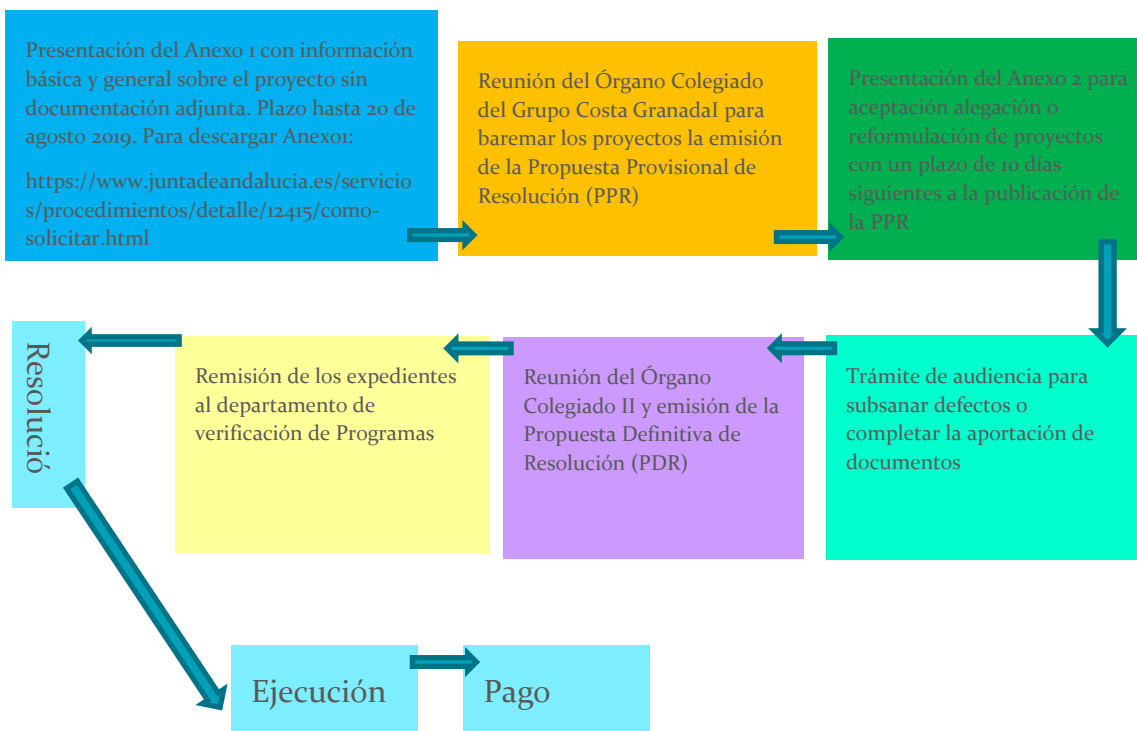 Presentación del Anexo 1 con información
básica y general sobre el proyecto sin
documentación adjunta. Plazo hasta 20 de
agosto 2019. Para descargar Anexo1:
https://www.juntadeandalucia.es/servicio
s/procedimientos/detalle/12415/como-
solicitar.html
Reunión del Órgano Colegiado
del Grupo Costa GranadaI para
baremar los proyectos la emisión
de la Propuesta Provisional de
Resolución (PPR)
Presentación del Anexo 2 para
aceptación alegación o
reformulación de proyectos
con un plazo de 10 días
siguientes a la publicación de
la PPR
Trámite de audiencia para
subsanar defectos o
completar la aportación de
documentos
Reunión del Órgano
Colegiado II y emisión de la
Propuesta Definitiva de
Resolución (PDR)
Remisión de los expedientes
al departamento de
verificación de Programas
Resolució
Ejecución
Pago